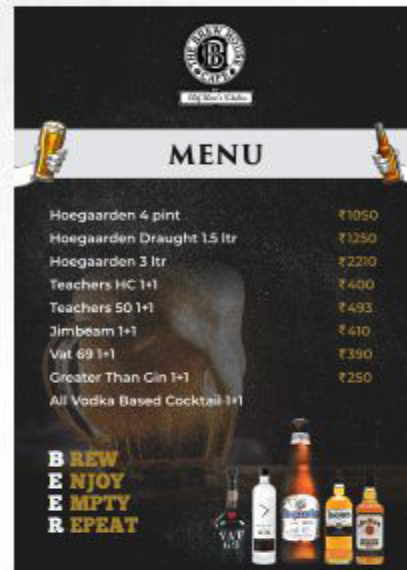 THE BREW HOUSE
CAFE
MENU
Hoegaarden 4 pint ₹1050
Hoegaarden Draught 1.5 ltr ₹1250
Hoegaarden 3 ltr ₹2210
Teachers HC 1+1 ₹400
Teachers 50 1+1 ₹493
Jimbeam 1+1 ₹410
Vat 69 1+1 ₹390
Greater Than Gin 1+1 ₹250
All Vodka Based Cocktail 1+1
B REW
E NJOY
E MPTY
R EPEAT
VAT
69